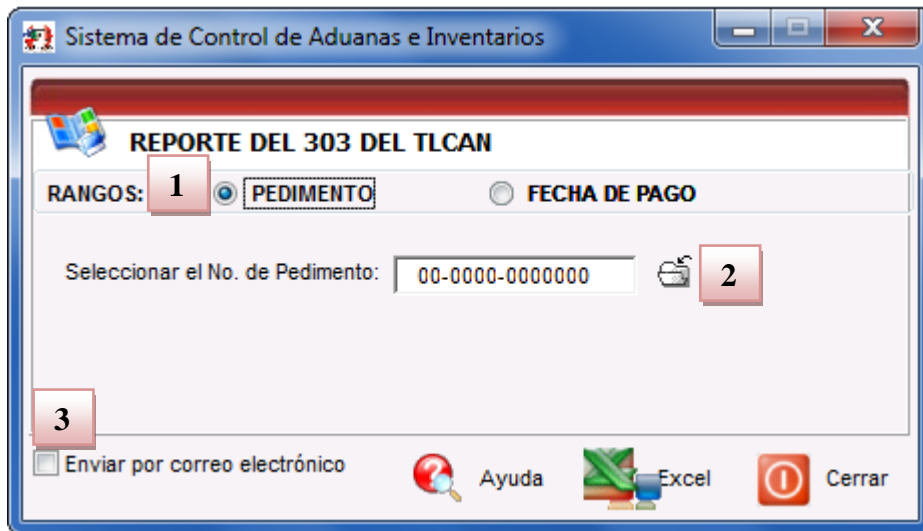 Sistema de Control de Aduanas e Inventarios
REPORTE DEL 303 DEL TLCAN
RANGOS: 1 PEDIMENTO FECHA DE PAGO
Seleccionar el No. de Pedimento: 00-0000-0000000 2
3
Enviar por correo electrónico Ayuda Excel Cerrar